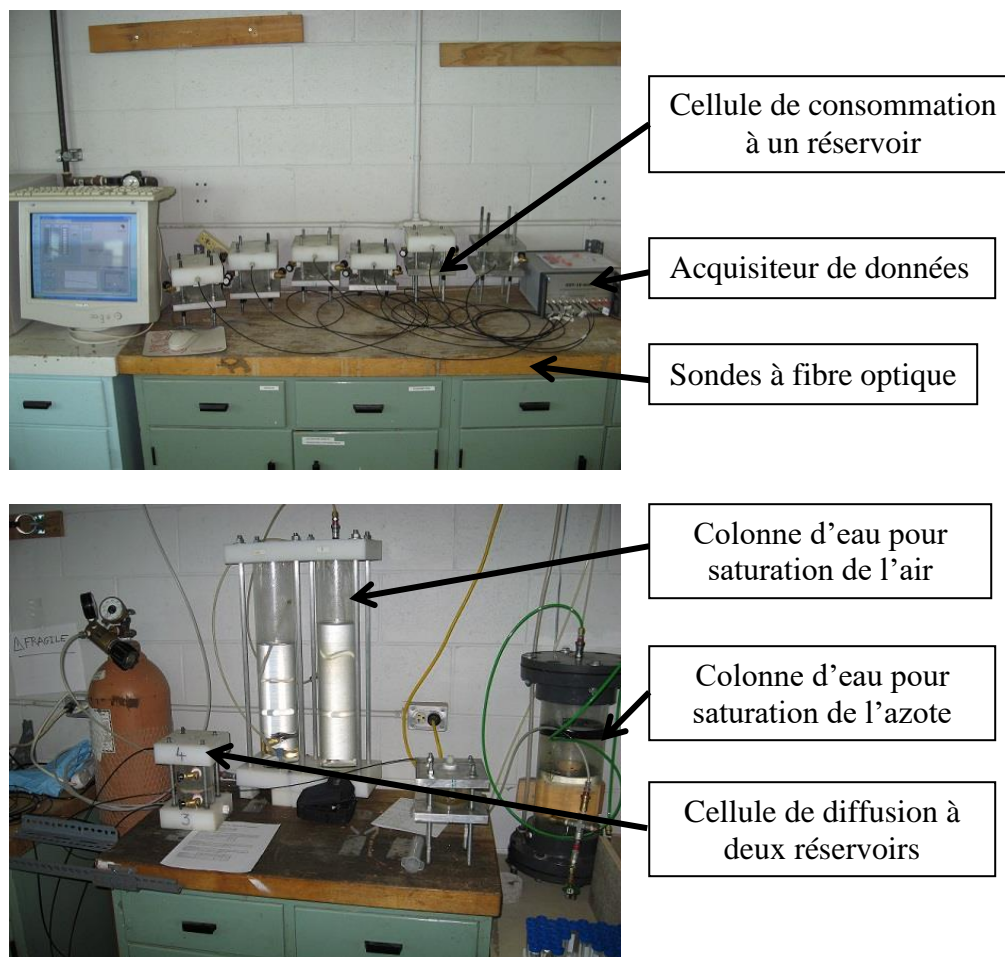 Cellule de consommation
à un réservoir
Acquisiteur de données
Sondes à fibre optique
Colonne d’eau pour
saturation de l’air
FRAGILE
Colonne d’eau pour
saturation de l’azote
4
3
Cellule de diffusion à
deux réservoirs